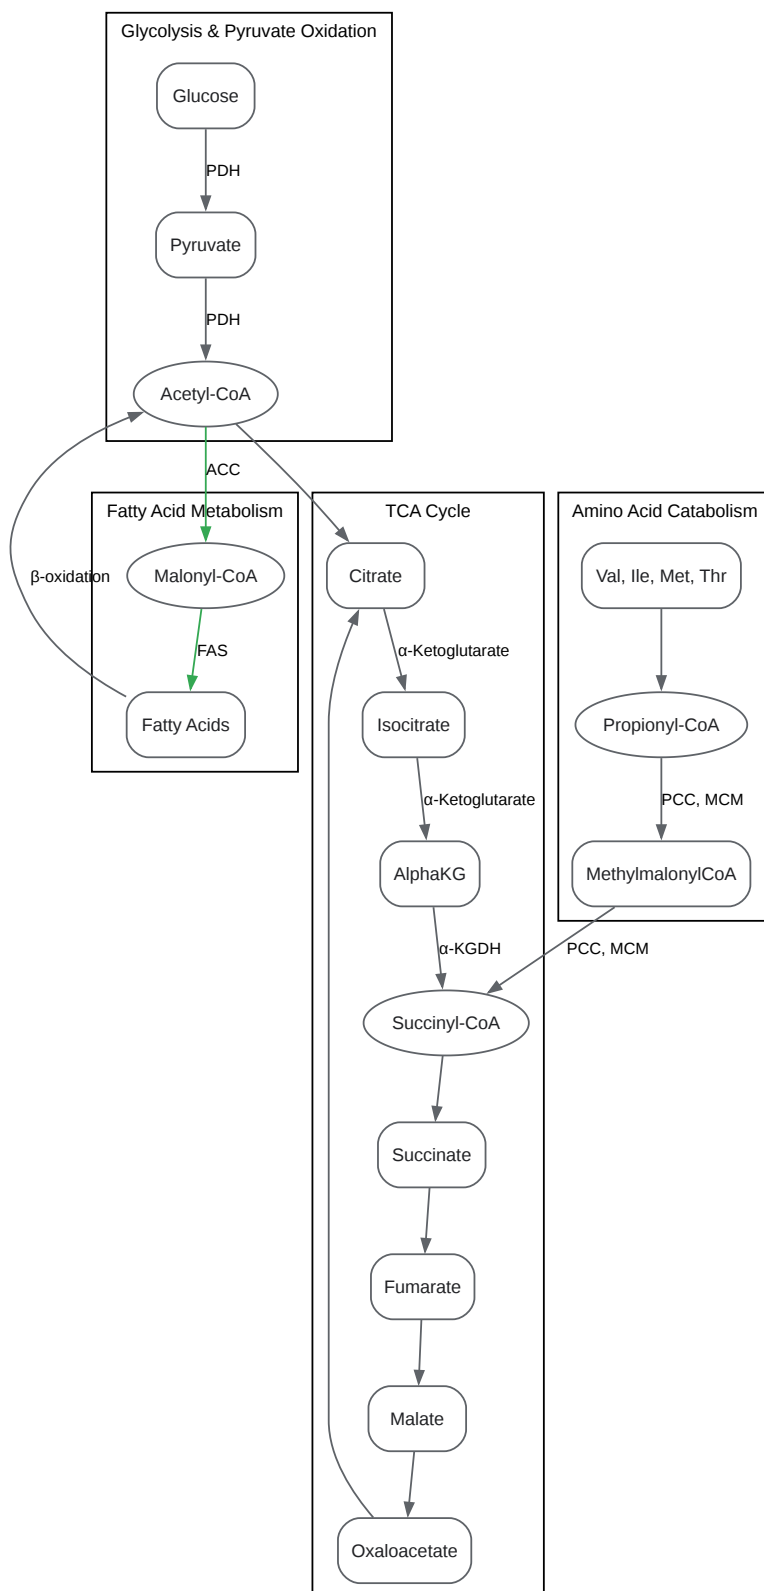 Glycolysis & Pyruvate Oxidation
Glucose
PDH
Pyruvate
PDH
Acetyl-CoA
ACC
Fatty Acid Metabolism
TCA Cycle
Amino Acid Catabolism
β-oxidation
Malonyl-CoA
Citrate
Val, Ile, Met, Thr
FAS
α-Ketoglutarate
Fatty Acids
Isocitrate
Propionyl-CoA
α-Ketoglutarate
PCC, MCM
AlphaKG
MethylmalonylCoA
α-KGDH
PCC, MCM
Succinyl-CoA
Succinate
Fumarate
Malate
Oxaloacetate